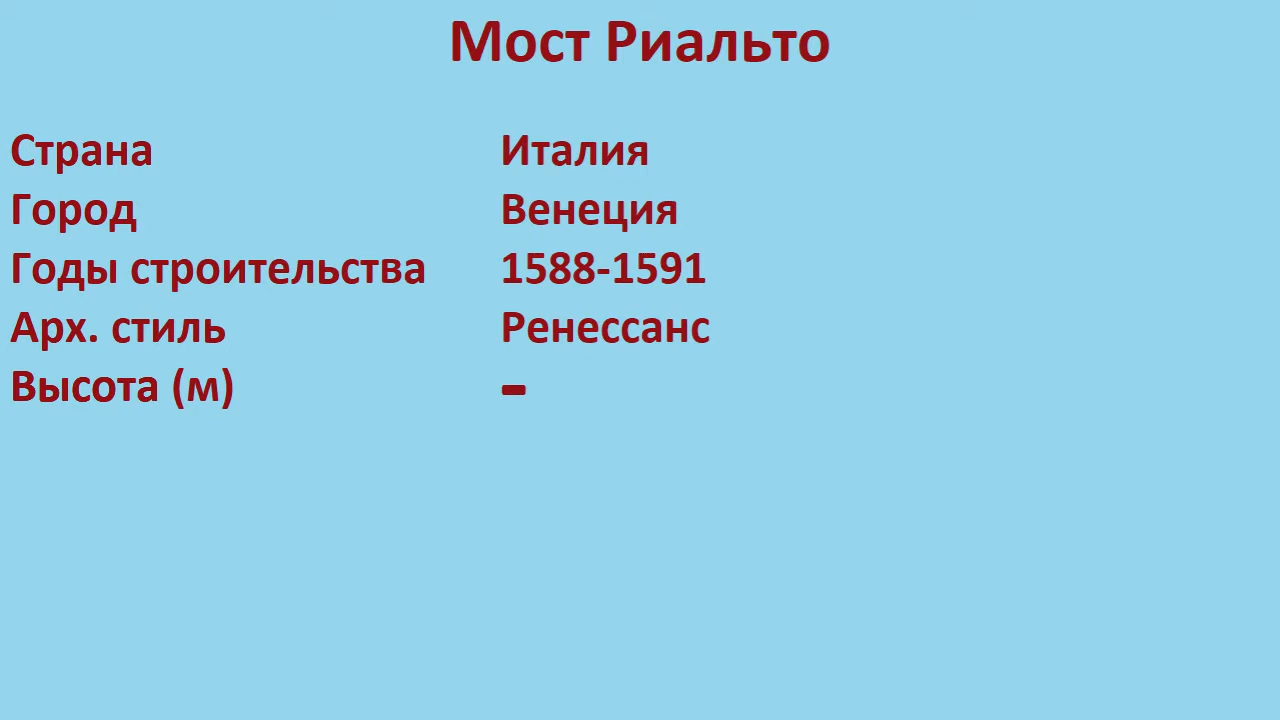 Мост Риальто
Страна Италия
Город Венеция
Годы строительства 1588-1591
Арх. стиль Ренессанс
Высота (м) -